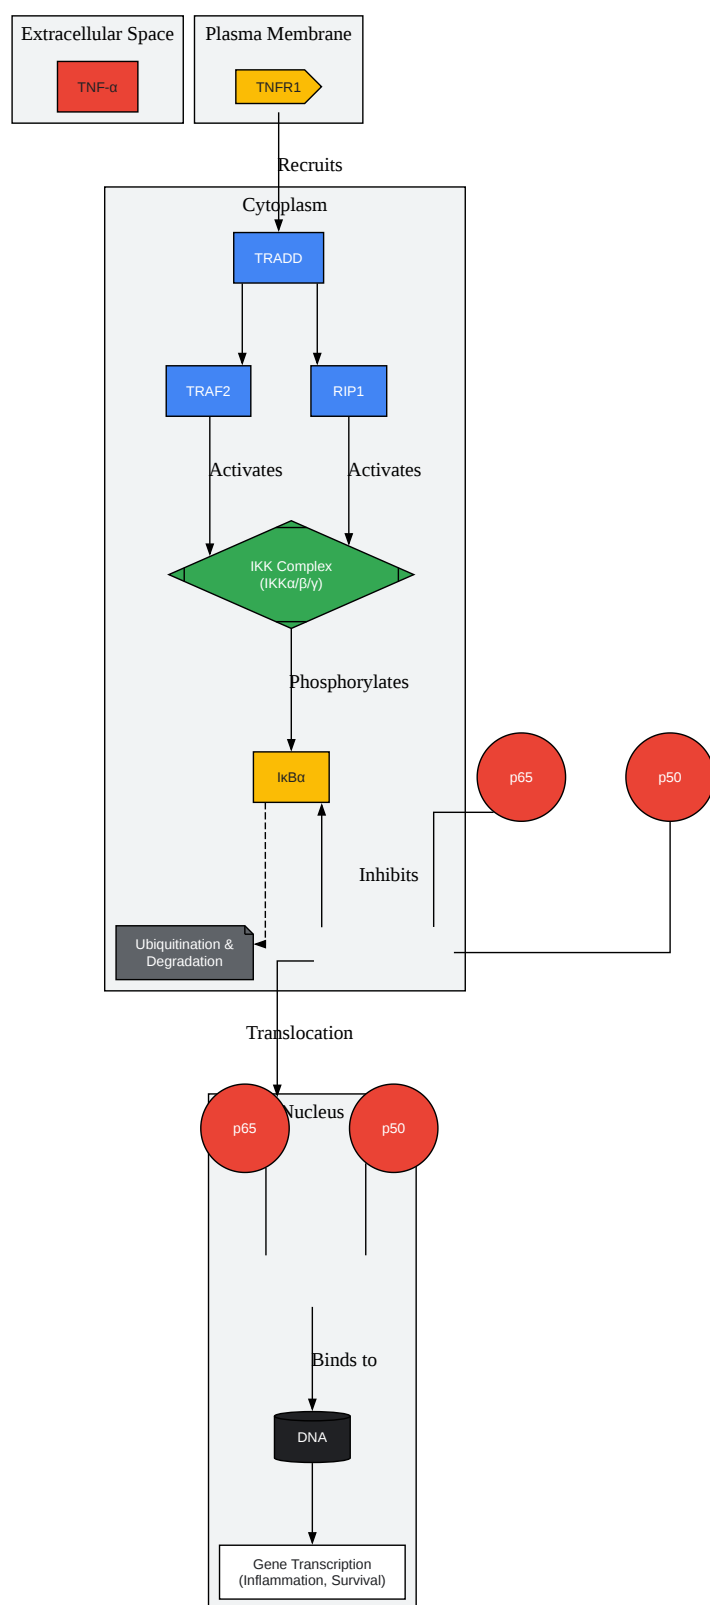 Extracellular Space
Plasma Membrane
TNF-α
TNFR1
Recruits
Cytoplasm
TRADD
TRAF2
RIP1
Activates
Activates
IKK Complex
(IKKα/β/γ)
Phosphorylates
IκBα
p65
p50
Inhibits
Ubiquitination &
Degradation
Translocation
Nucleus
p65
p50
Binds to
DNA
Gene Transcription
(Inflammation, Survival)